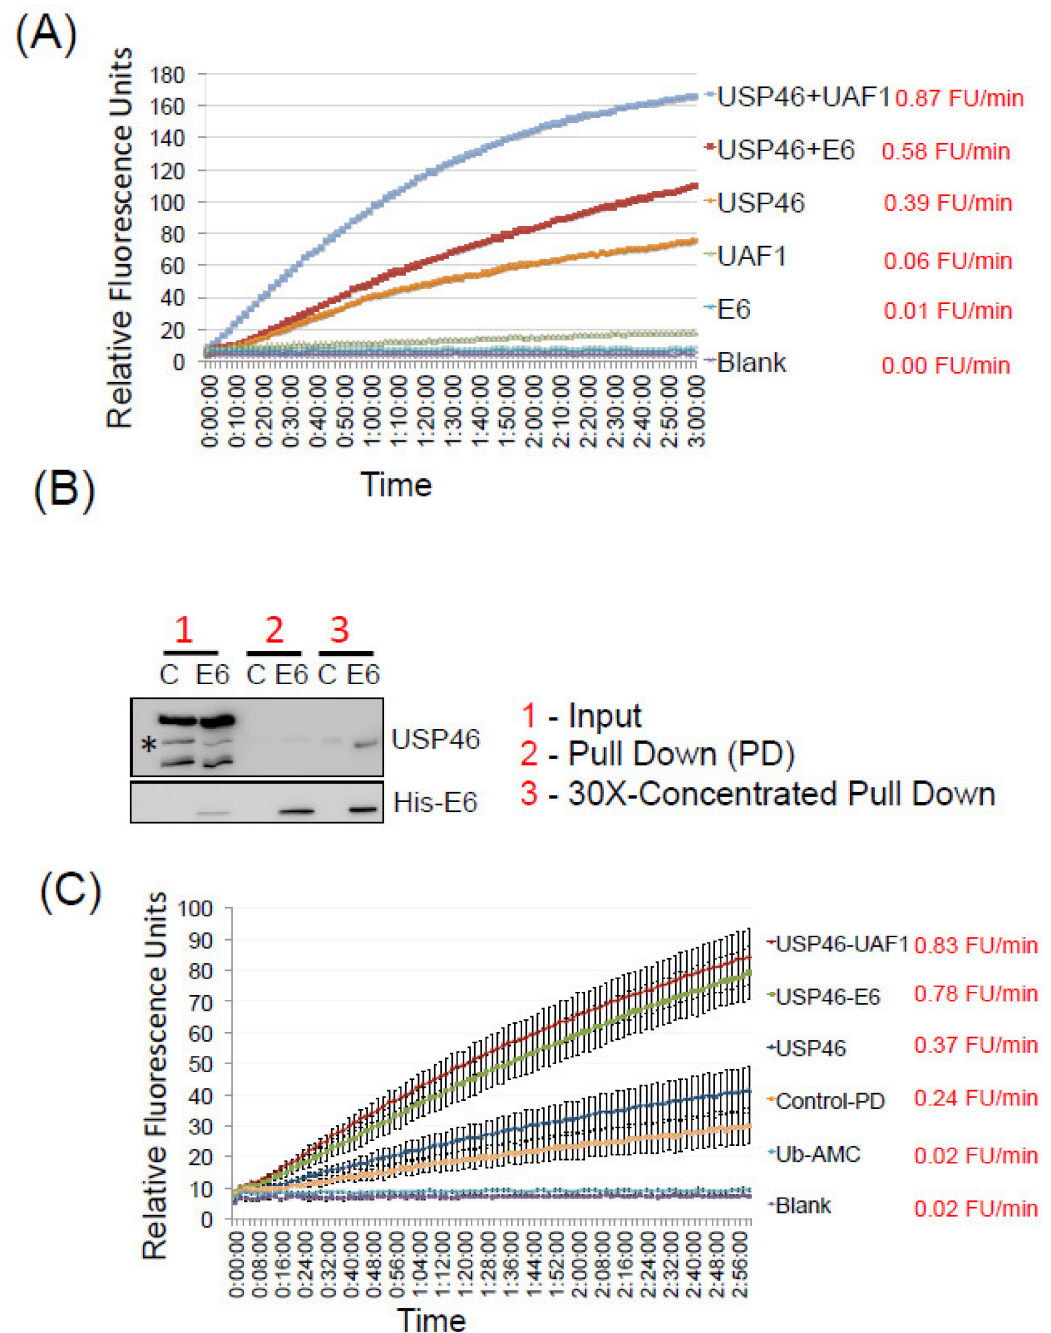 (A)
Relative Fluorescence Units
180
160
140
120
100
80
60
40
20
0
USP46+UAF1 0.87 FU/min
USP46+E6 0.58 FU/min
USP46 0.39 FU/min
UAF1 0.06 FU/min
E6 0.01 FU/min
Blank 0.00 FU/min
0:00:00
0:10:00
0:20:00
0:30:00
0:40:00
0:50:00
1:00:00
1:10:00
1:20:00
1:30:00
1:40:00
1:50:00
2:00:00
2:10:00
2:20:00
2:30:00
2:40:00
2:50:00
3:00:00
Time
(B)
1 2 3
C E6 C E6 C E6
* USP46
His-E6
1 - Input
2 - Pull Down (PD)
3 - 30X-Concentrated Pull Down
(C)
Relative Fluorescence Units
100
90
80
70
60
50
40
30
20
10
0
USP46-UAF1 0.83 FU/min
USP46-E6 0.78 FU/min
USP46 0.37 FU/min
Control-PD 0.24 FU/min
Ub-AMC 0.02 FU/min
Blank 0.02 FU/min
0:00:00
0:08:00
0:16:00
0:24:00
0:32:00
0:40:00
0:48:00
0:56:00
1:04:00
1:12:00
1:20:00
1:28:00
1:36:00
1:44:00
1:52:00
2:00:00
2:08:00
2:16:00
2:24:00
2:32:00
2:40:00
2:48:00
2:56:00
Time